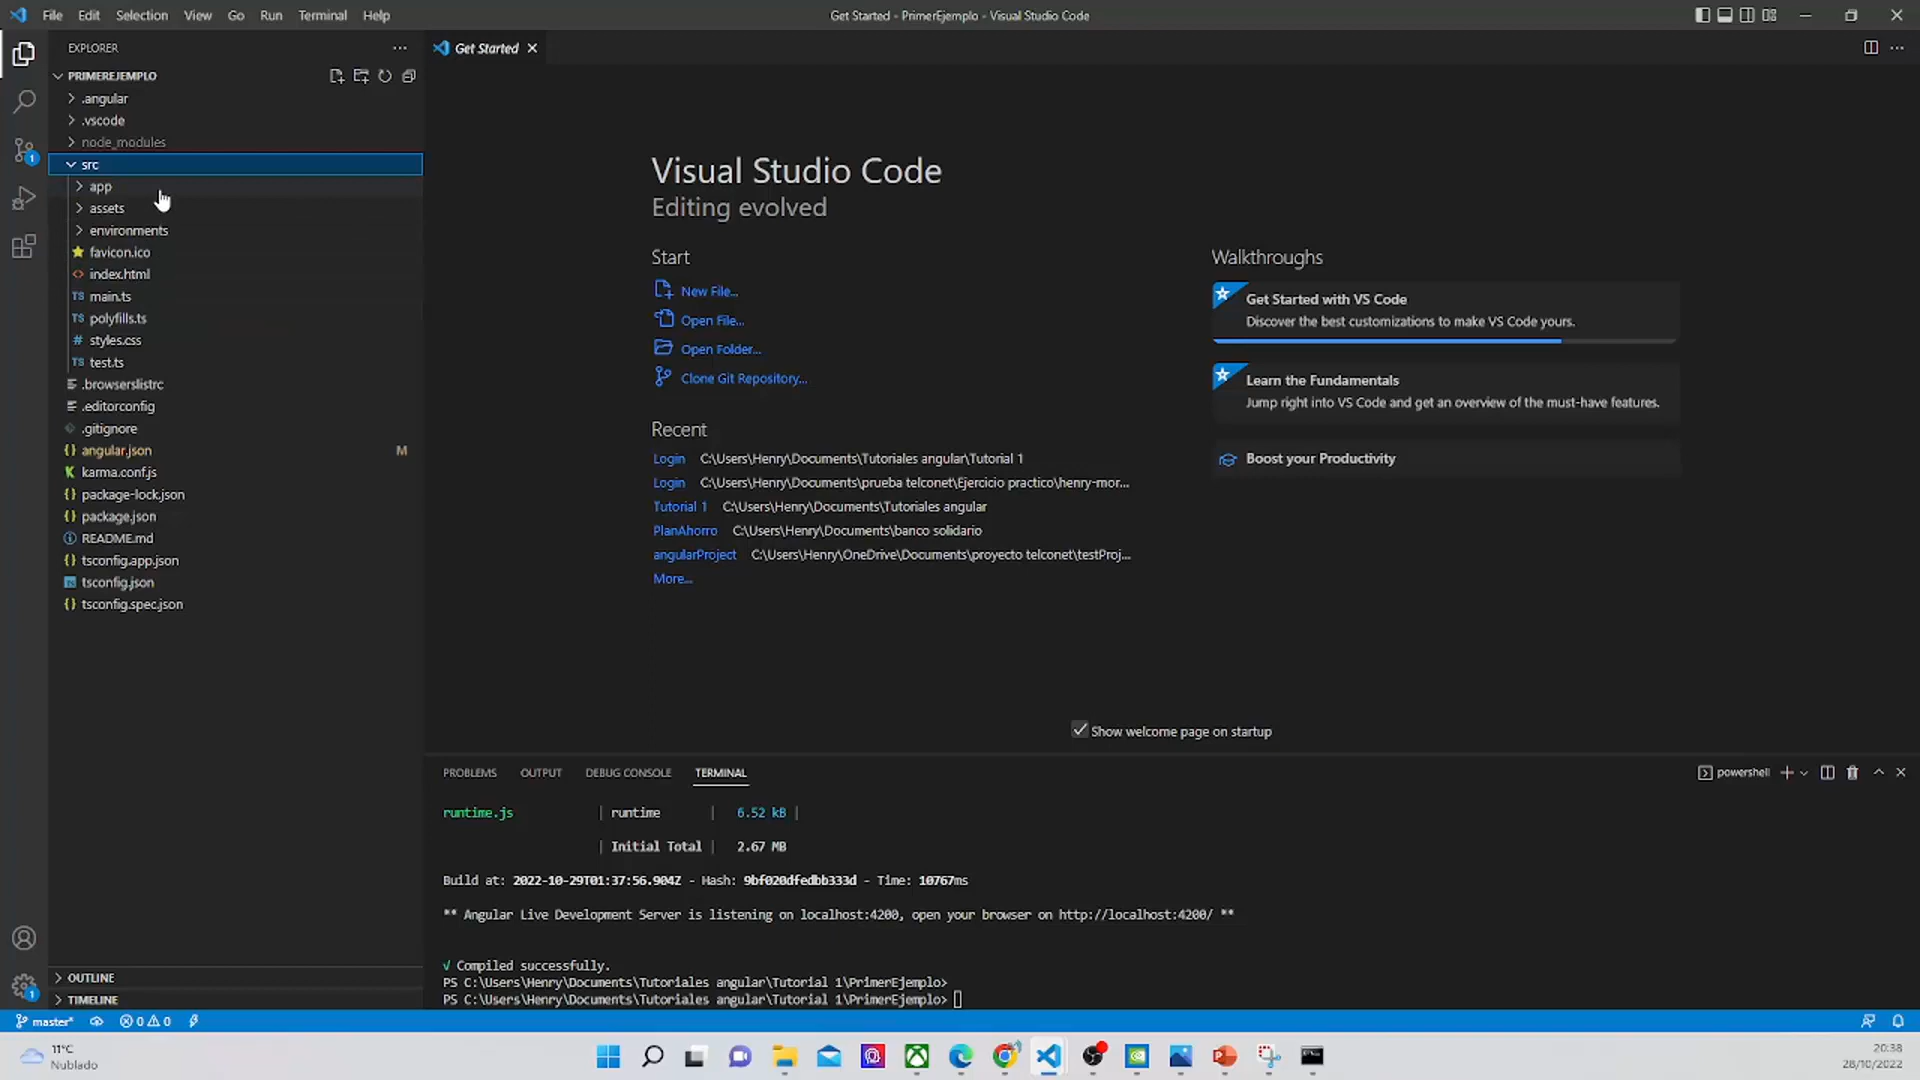 File Edit Selection View Go Run Terminal Help
Get Started - PrimerEjemplo - Visual Studio Code
EXPLORER
PRIMEREJEMPLO
.angular
.vscode
node_modules
src
app
assets
environments
favicon.ico
index.html
TS main.ts
TS polyfills.ts
styles.css
TS test.ts
.browserslistrc
.editorconfig
.gitignore
{} angular.json M
K karma.conf.js
{} package-lock.json
{} package.json
README.md
{} tsconfig.app.json
tsconfig.json
{} tsconfig.spec.json
OUTLINE
TIMELINE
1
1
Get Started
Visual Studio Code
Editing evolved
Start
New File...
Open File...
Open Folder...
Clone Git Repository...
Recent
Login C:\Users\Henry\Documents\Tutoriales angular\Tutorial 1
Login C:\Users\Henry\Documents\prueba telconet\Ejercicio practico\henry-mor...
Tutorial 1 C:\Users\Henry\Documents\Tutoriales angular
PlanAhorro C:\Users\Henry\Documents\banco solidario
angularProject C:\Users\Henry\OneDrive\Documents\proyecto telconet\testProj...
More...
Walkthroughs
Get Started with VS Code
Discover the best customizations to make VS Code yours.
Learn the Fundamentals
Jump right into VS Code and get an overview of the must-have features.
Boost your Productivity
Show welcome page on startup
PROBLEMS OUTPUT DEBUG CONSOLE TERMINAL
powershell
runtime.js | runtime | 6.52 kB |
| Initial Total | 2.67 MB
Build at: 2022-10-29T01:37:56.904Z - Hash: 9bf020dfedbb333d - Time: 10767ms
** Angular Live Development Server is listening on localhost:4200, open your browser on http://localhost:4200/ **
√ Compiled successfully.
PS C:\Users\Henry\Documents\Tutoriales angular\Tutorial 1\PrimerEjemplo>
PS C:\Users\Henry\Documents\Tutoriales angular\Tutorial 1\PrimerEjemplo>
master* 0 0
11°C
Nublado
20:38
28/10/2022